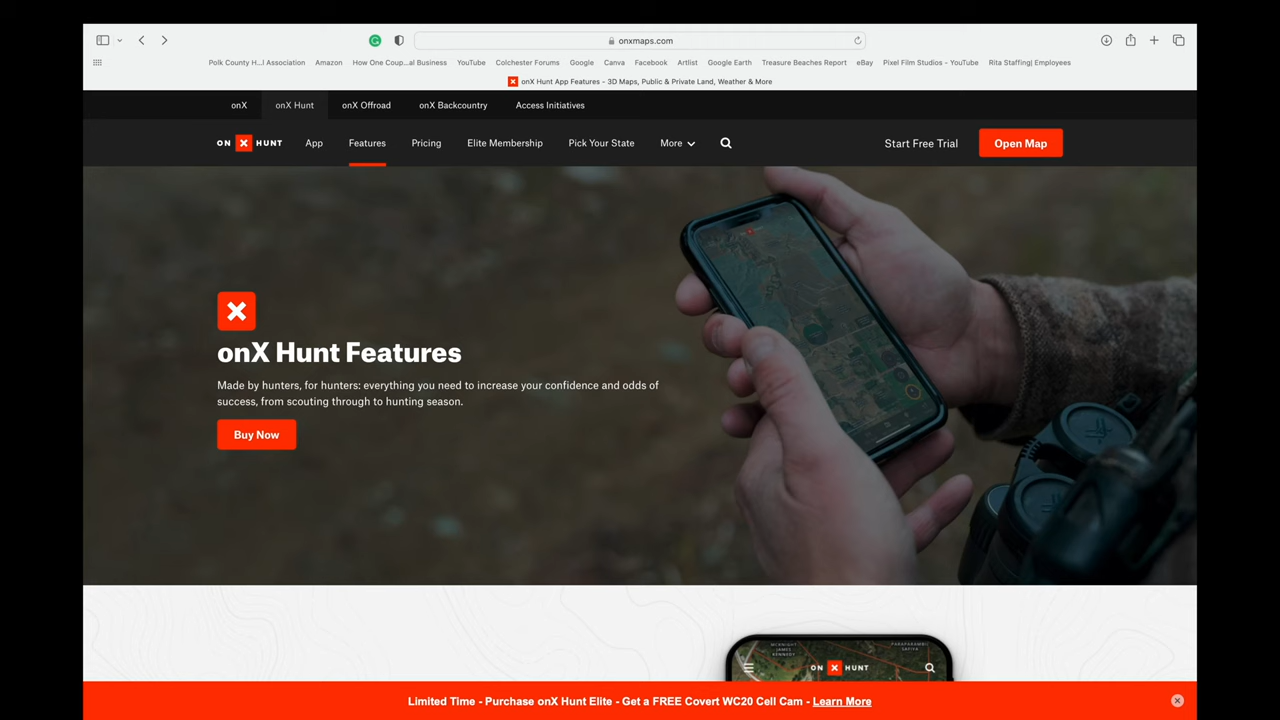 onxmaps.com
Polk County H...l Association Amazon How One Coup...al Business YouTube Colchester Forums Google Canva Facebook Artlist Google Earth Treasure Beaches Report eBay Pixel Film Studios - YouTube Rita Staffing| Employees
onX Hunt App Features - 3D Maps, Public & Private Land, Weather & More
onX onX Hunt onX Offroad onX Backcountry Access Initiatives
ON X HUNT App Features Pricing Elite Membership Pick Your State More Start Free Trial Open Map
onX Hunt Features
Made by hunters, for hunters: everything you need to increase your confidence and odds of
success, from scouting through to hunting season.
Buy Now
MCKNIGHT
JAMES
KENNEDY
ON X HUNT
Limited Time - Purchase onX Hunt Elite - Get a FREE Covert WC20 Cell Cam - Learn More